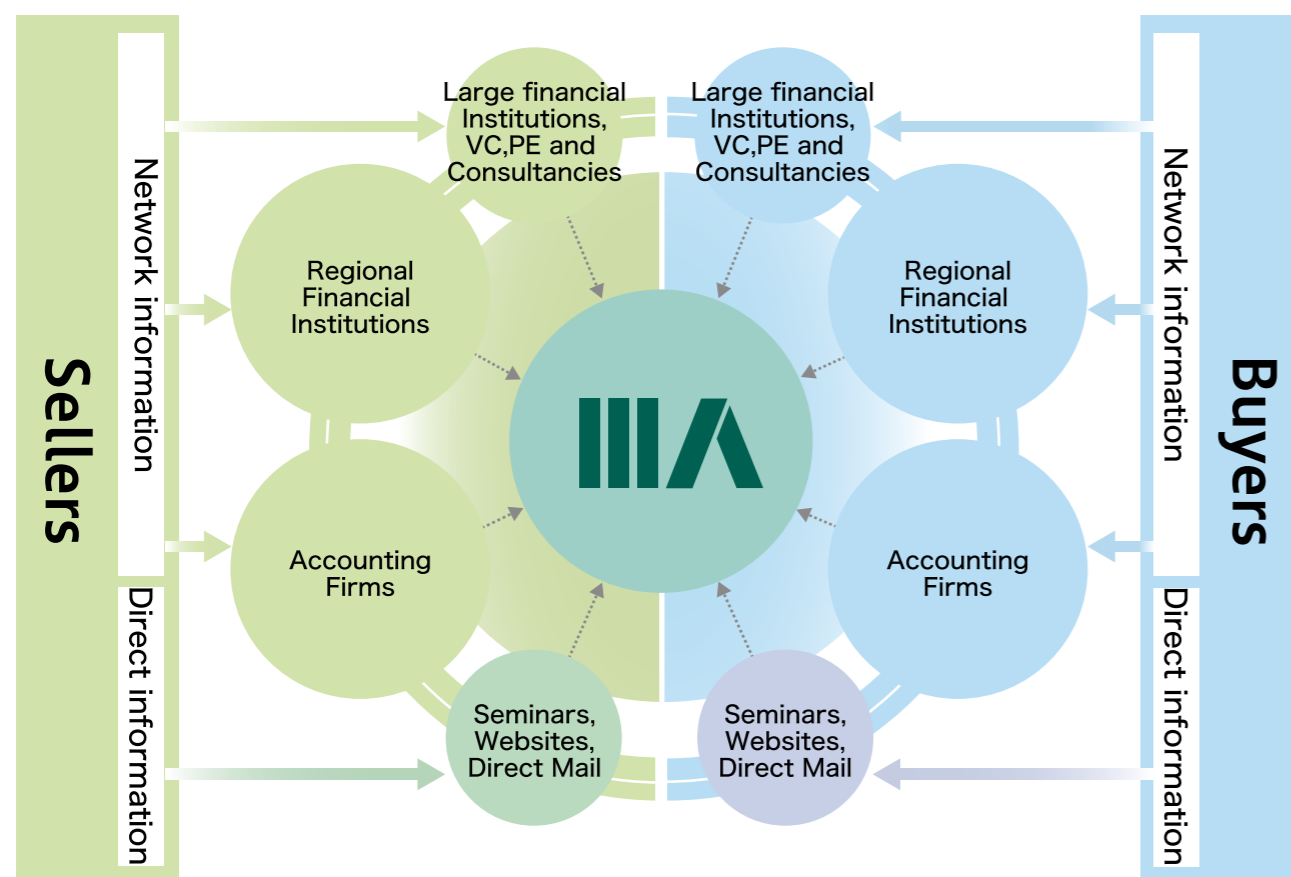 Sellers
Network information
Direct information
Large financial
Institutions,
VC,PE and
Consultancies
Regional
Financial
Institutions
Accounting
Firms
Seminars,
Websites,
Direct Mail
Large financial
Institutions,
VC,PE and
Consultancies
Regional
Financial
Institutions
Accounting
Firms
Seminars,
Websites,
Direct Mail
Network information
Direct information
Buyers